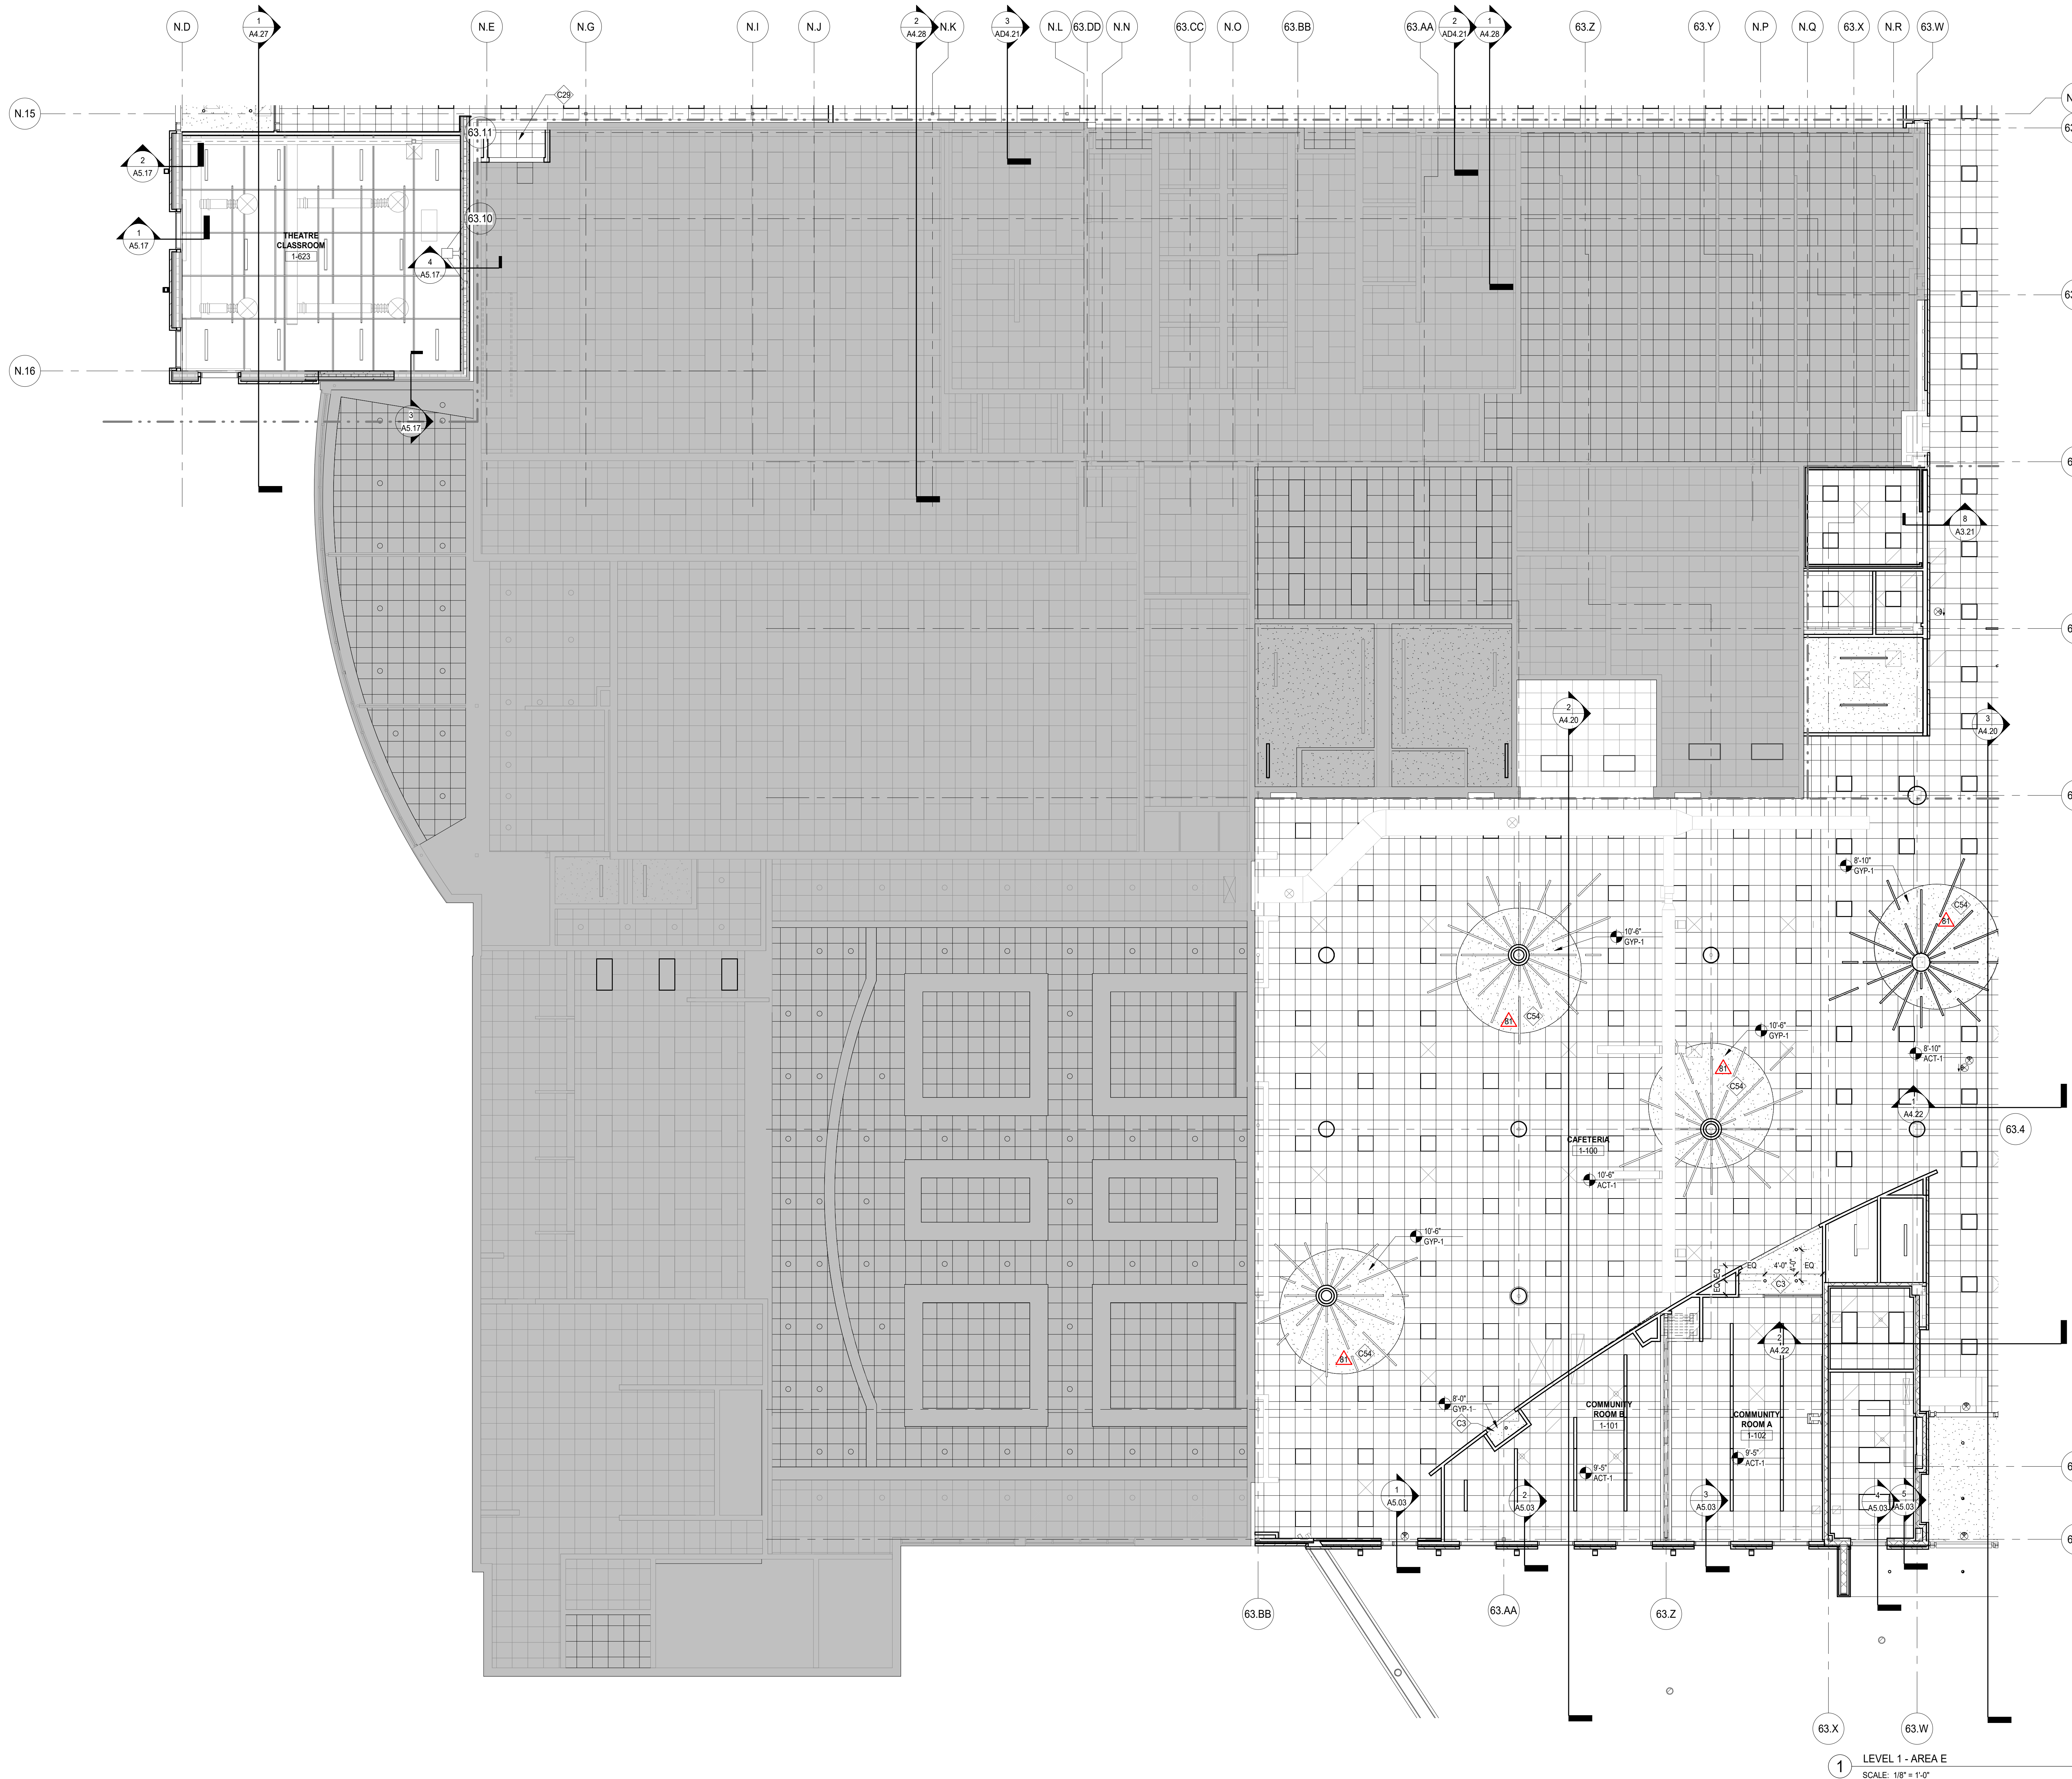 1
A4.27
2
A4.28
3
AD4.21
2
AD4.21
1
A4.28
N.D
N.E
N.G
N.I
N.J
N.K
N.L
63.DD
N.N
63.CC
N.O
63.BB
63.AA
63.Z
63.Y
N.P
N.Q
63.X
N.R
63.W
N.15
C29
63.11
2
A5.17
63.10
1
A5.17
THEATRE
CLASSROOM
1-623
4
A5.17
N.16
3
A5.17
8
A3.21
2
A4.20
3
A4.20
8'-10"
GYP-1
C54
81
10'-6"
GYP-1
81
C54
10'-6"
GYP-1
81
C54
8'-10"
ACT-1
1
A4.22
63.4
CAFETERIA
1-100
10'-6"
ACT-1
10'-6"
GYP-1
81
C54
EQ
4'-0"
EQ
4'-0"
EQ
EQ
C3
2
A4.22
8'-0"
GYP-1
C3
COMMUNITY
ROOM B
1-101
9'-5"
ACT-1
COMMUNITY
ROOM A
1-102
9'-5"
ACT-1
1
A5.03
2
A5.03
3
A5.03
4
A5.03
5
A5.03
63.BB
63.AA
63.Z
63.X
63.W
1
LEVEL 1 - AREA E
SCALE: 1/8" = 1'-0"